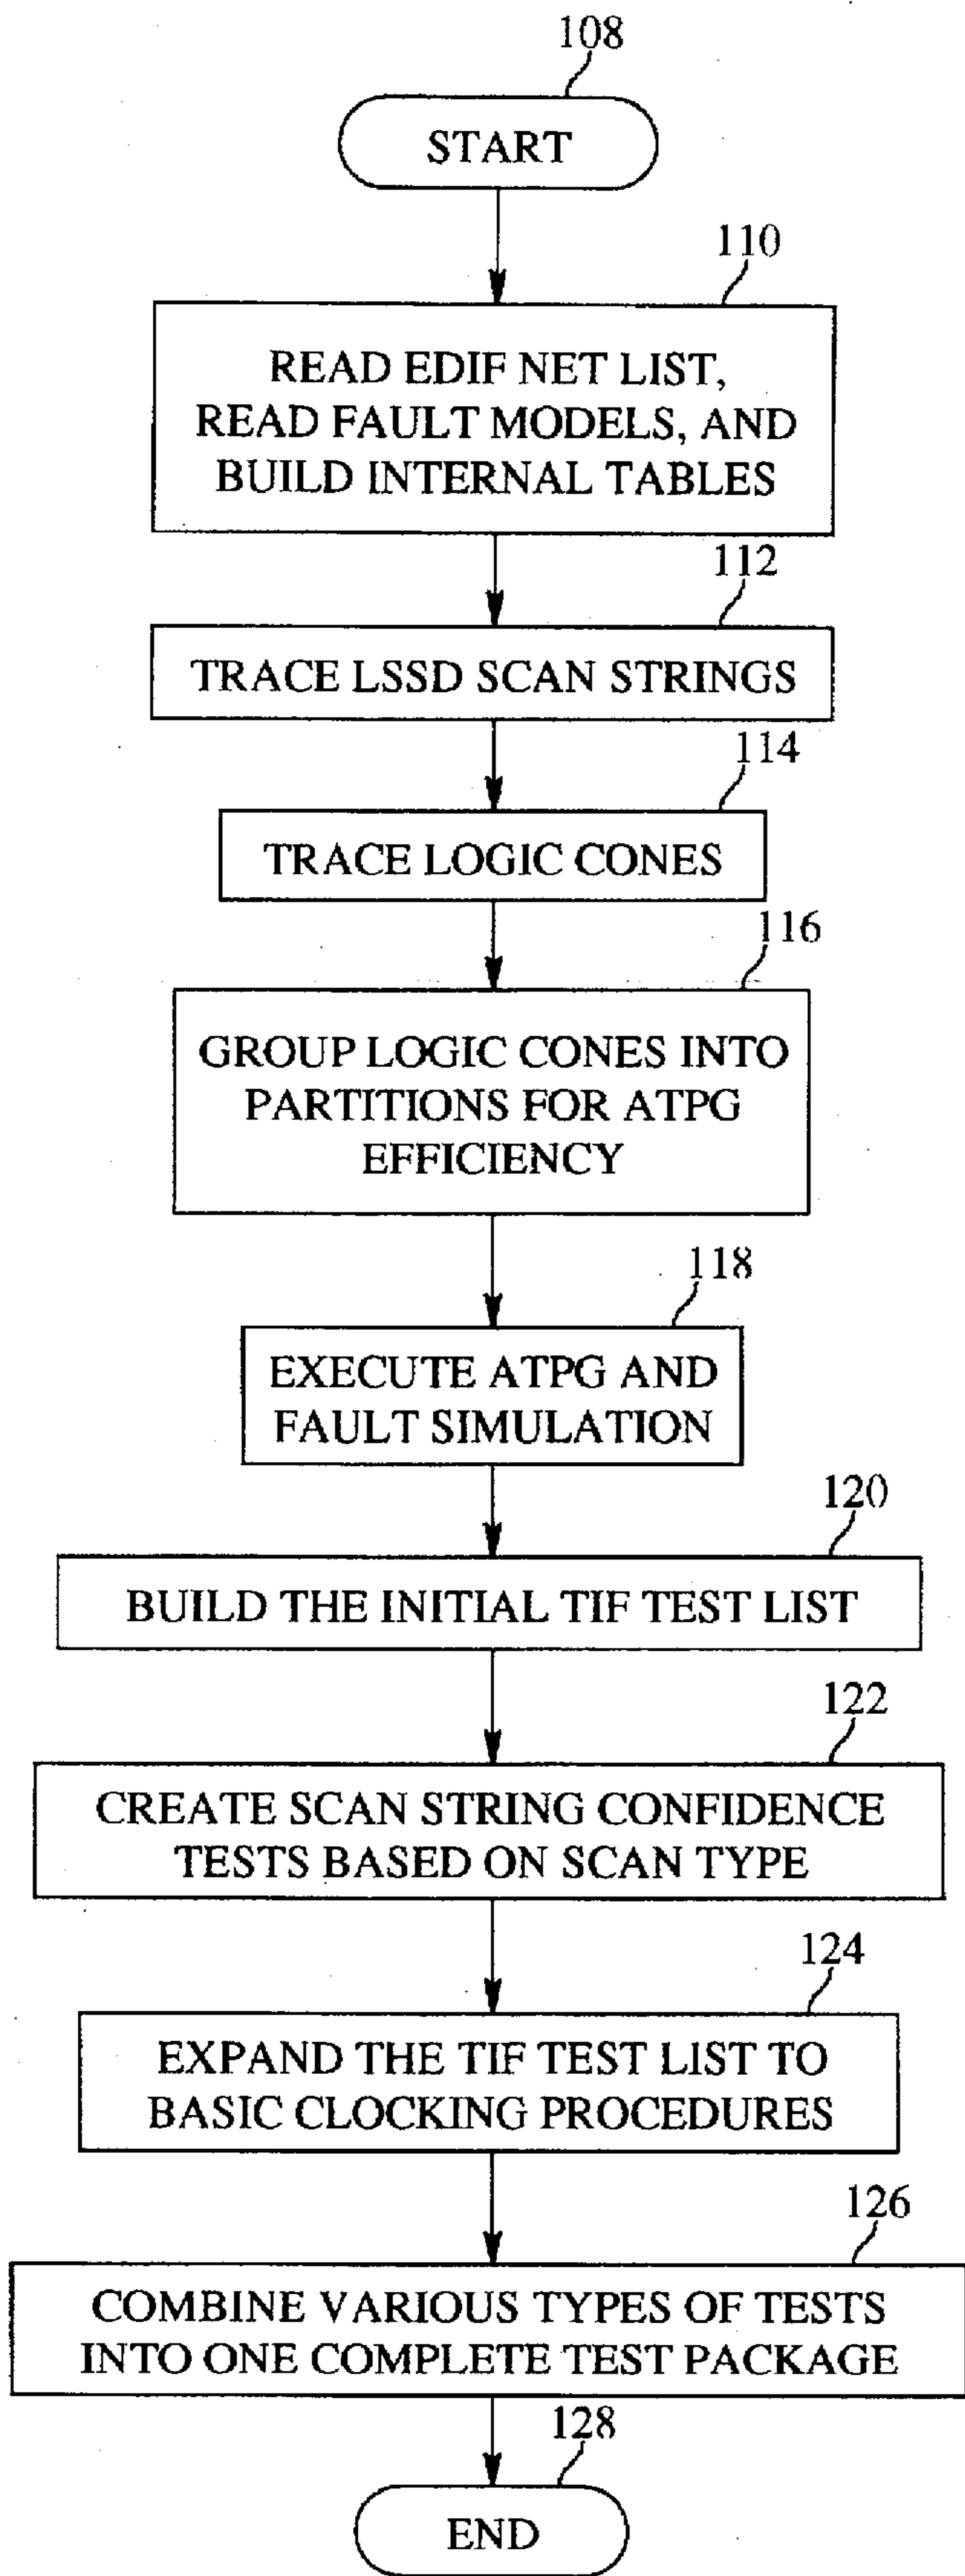 108
START
110
READ EDIF NET LIST,
READ FAULT MODELS, AND
BUILD INTERNAL TABLES
112
TRACE LSSD SCAN STRINGS
114
TRACE LOGIC CONES
116
GROUP LOGIC CONES INTO
PARTITIONS FOR ATPG
EFFICIENCY
118
EXECUTE ATPG AND
FAULT SIMULATION
120
BUILD THE INITIAL TIF TEST LIST
122
CREATE SCAN STRING CONFIDENCE
TESTS BASED ON SCAN TYPE
124
EXPAND THE TIF TEST LIST TO
BASIC CLOCKING PROCEDURES
126
COMBINE VARIOUS TYPES OF TESTS
INTO ONE COMPLETE TEST PACKAGE
128
END